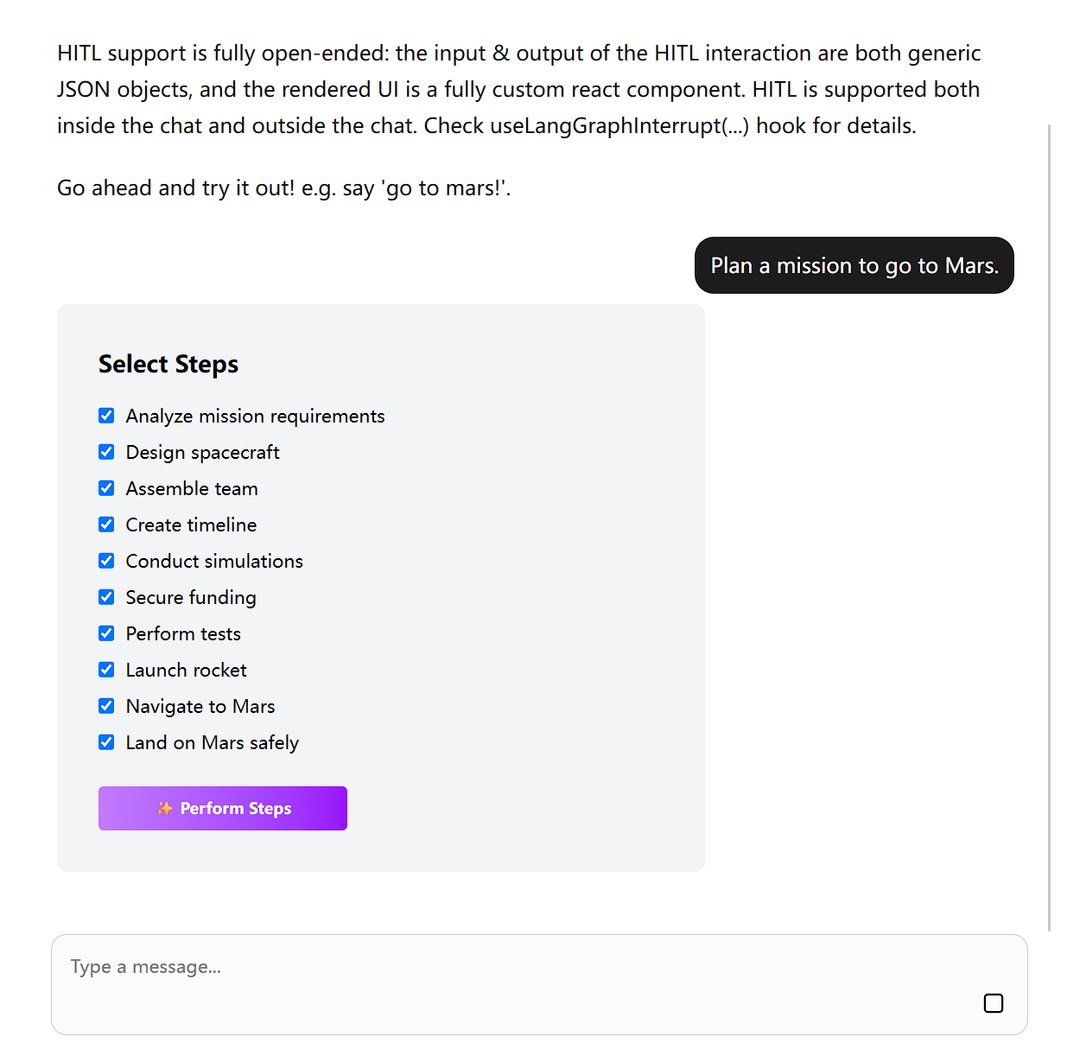 HITL support is fully open-ended: the input & output of the HITL interaction are both generic
JSON objects, and the rendered UI is a fully custom react component. HITL is supported both
inside the chat and outside the chat. Check useLangGraphInterrupt(...) hook for details.
Go ahead and try it out! e.g. say 'go to mars!'.
Plan a mission to go to Mars.
Select Steps
Analyze mission requirements
Design spacecraft
Assemble team
Create timeline
Conduct simulations
Secure funding
Perform tests
Launch rocket
Navigate to Mars
Land on Mars safely
✨ Perform Steps
Type a message...